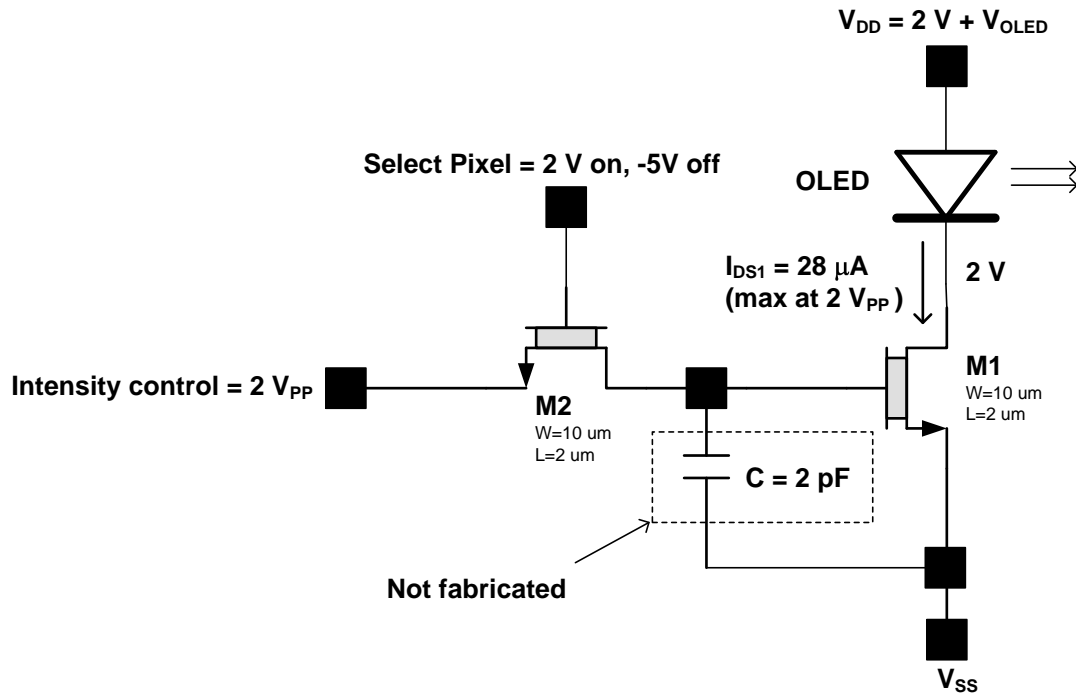 V_DD = 2 V + V_OLED
Select Pixel = 2 V on, -5V off
OLED
I_DS1 = 28 μA
(max at 2 V_PP )
2 V
Intensity control = 2 V_PP
M2
W=10 um
L=2 um
M1
W=10 um
L=2 um
C = 2 pF
Not fabricated
V_SS